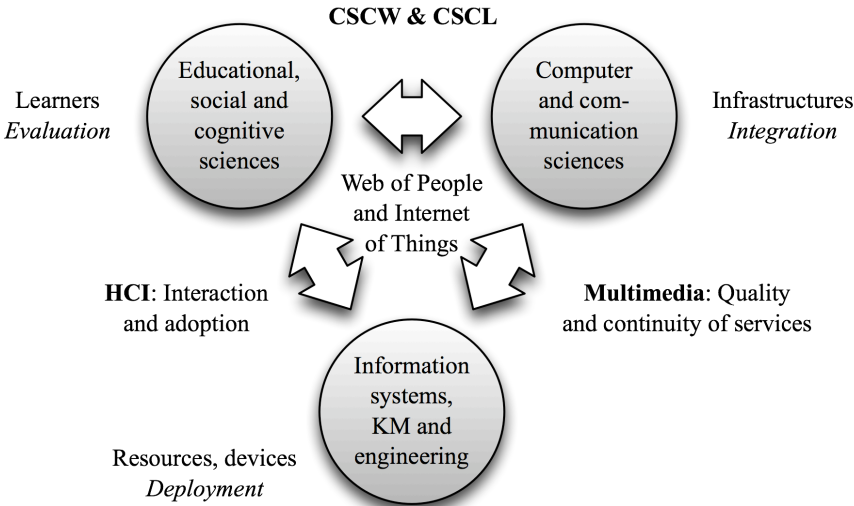 CSCW & CSCL
Educational,
social and
cognitive
sciences
Computer
and com-
munication
sciences
Learners
Evaluation
Infrastructures
Integration
Web of People
and Internet
of Things
HCI: Interaction
and adoption
Multimedia: Quality
and continuity of services
Information
systems,
KM and
engineering
Resources, devices
Deployment